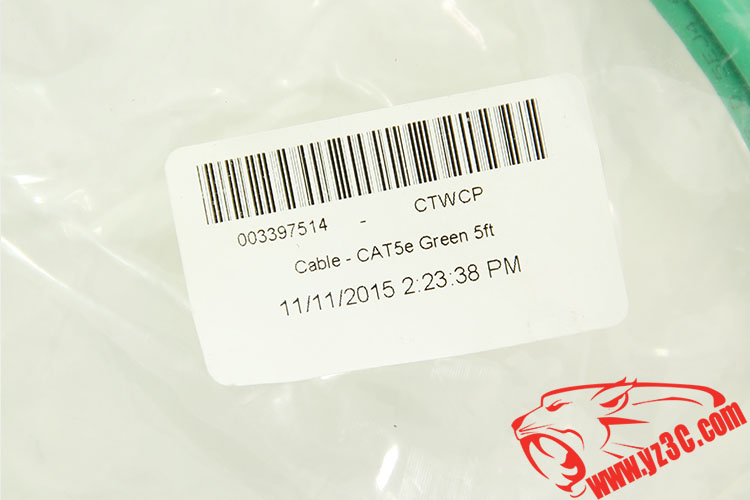 003397514 - CTWCP
Cable - CAT5e Green 5ft
11/11/2015 2:23:38 PM
www.yz3c.com